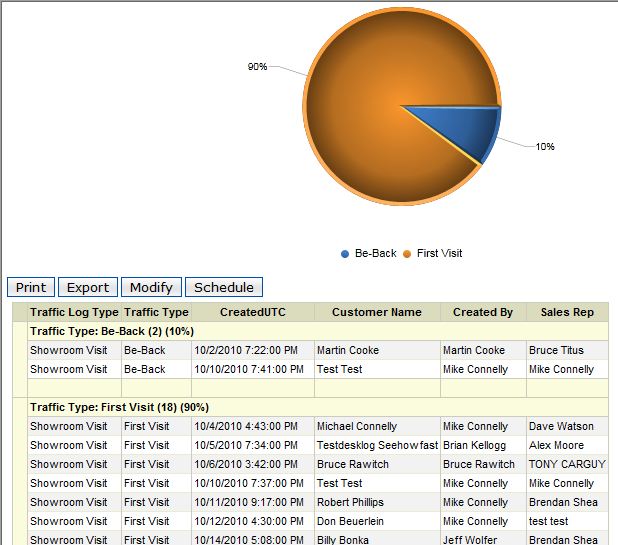 90%
10%
Be-Back First Visit
Print Export Modify Schedule
Traffic Log Type Traffic Type CreatedUTC Customer Name Created By Sales Rep
Traffic Type: Be-Back (2) (10%)
Showroom Visit Be-Back 10/2/2010 7:22:00 PM Martin Cooke Martin Cooke Bruce Titus
Showroom Visit Be-Back 10/10/2010 7:41:00 PM Test Test Mike Connelly Mike Connelly
Traffic Type: First Visit (18) (90%)
Showroom Visit First Visit 10/4/2010 4:43:00 PM Michael Connelly Mike Connelly Dave Watson
Showroom Visit First Visit 10/5/2010 7:34:00 PM Testdesklog Seehowfast Brian Kellogg Alex Moore
Showroom Visit First Visit 10/6/2010 3:42:00 PM Bruce Rawitch Bruce Rawitch TONY CARGUY
Showroom Visit First Visit 10/10/2010 7:37:00 PM Test Test Mike Connelly Mike Connelly
Showroom Visit First Visit 10/11/2010 9:17:00 PM Robert Phillips Mike Connelly Brendan Shea
Showroom Visit First Visit 10/12/2010 4:30:00 PM Don Beuerlein Mike Connelly test test
Showroom Visit First Visit 10/14/2010 5:08:00 PM Billy Bonka Jeff Wolfer Brendan Shea